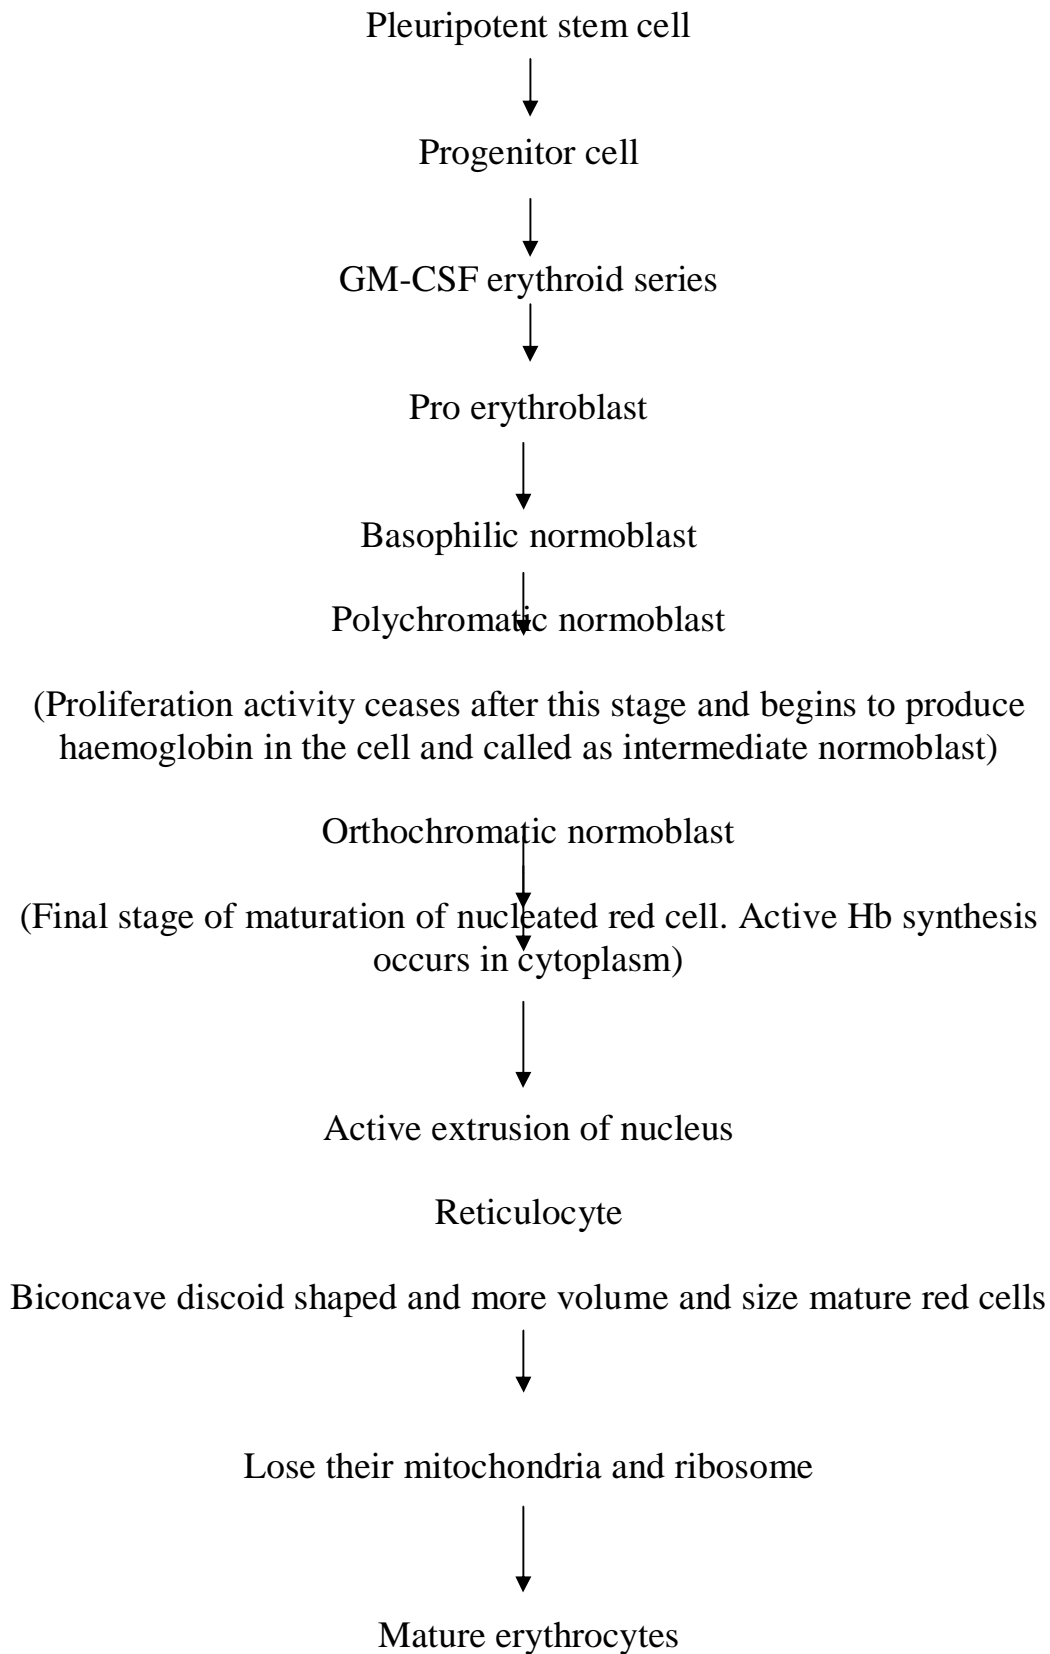 Pleuripotent stem cell
Progenitor cell
GM-CSF erythroid series
Pro erythroblast
Basophilic normoblast
Polychromatic normoblast
(Proliferation activity ceases after this stage and begins to produce
haemoglobin in the cell and called as intermediate normoblast)
Orthochromatic normoblast
(Final stage of maturation of nucleated red cell. Active Hb synthesis
occurs in cytoplasm)
Active extrusion of nucleus
Reticulocyte
Biconcave discoid shaped and more volume and size mature red cells
Lose their mitochondria and ribosome
Mature erythrocytes